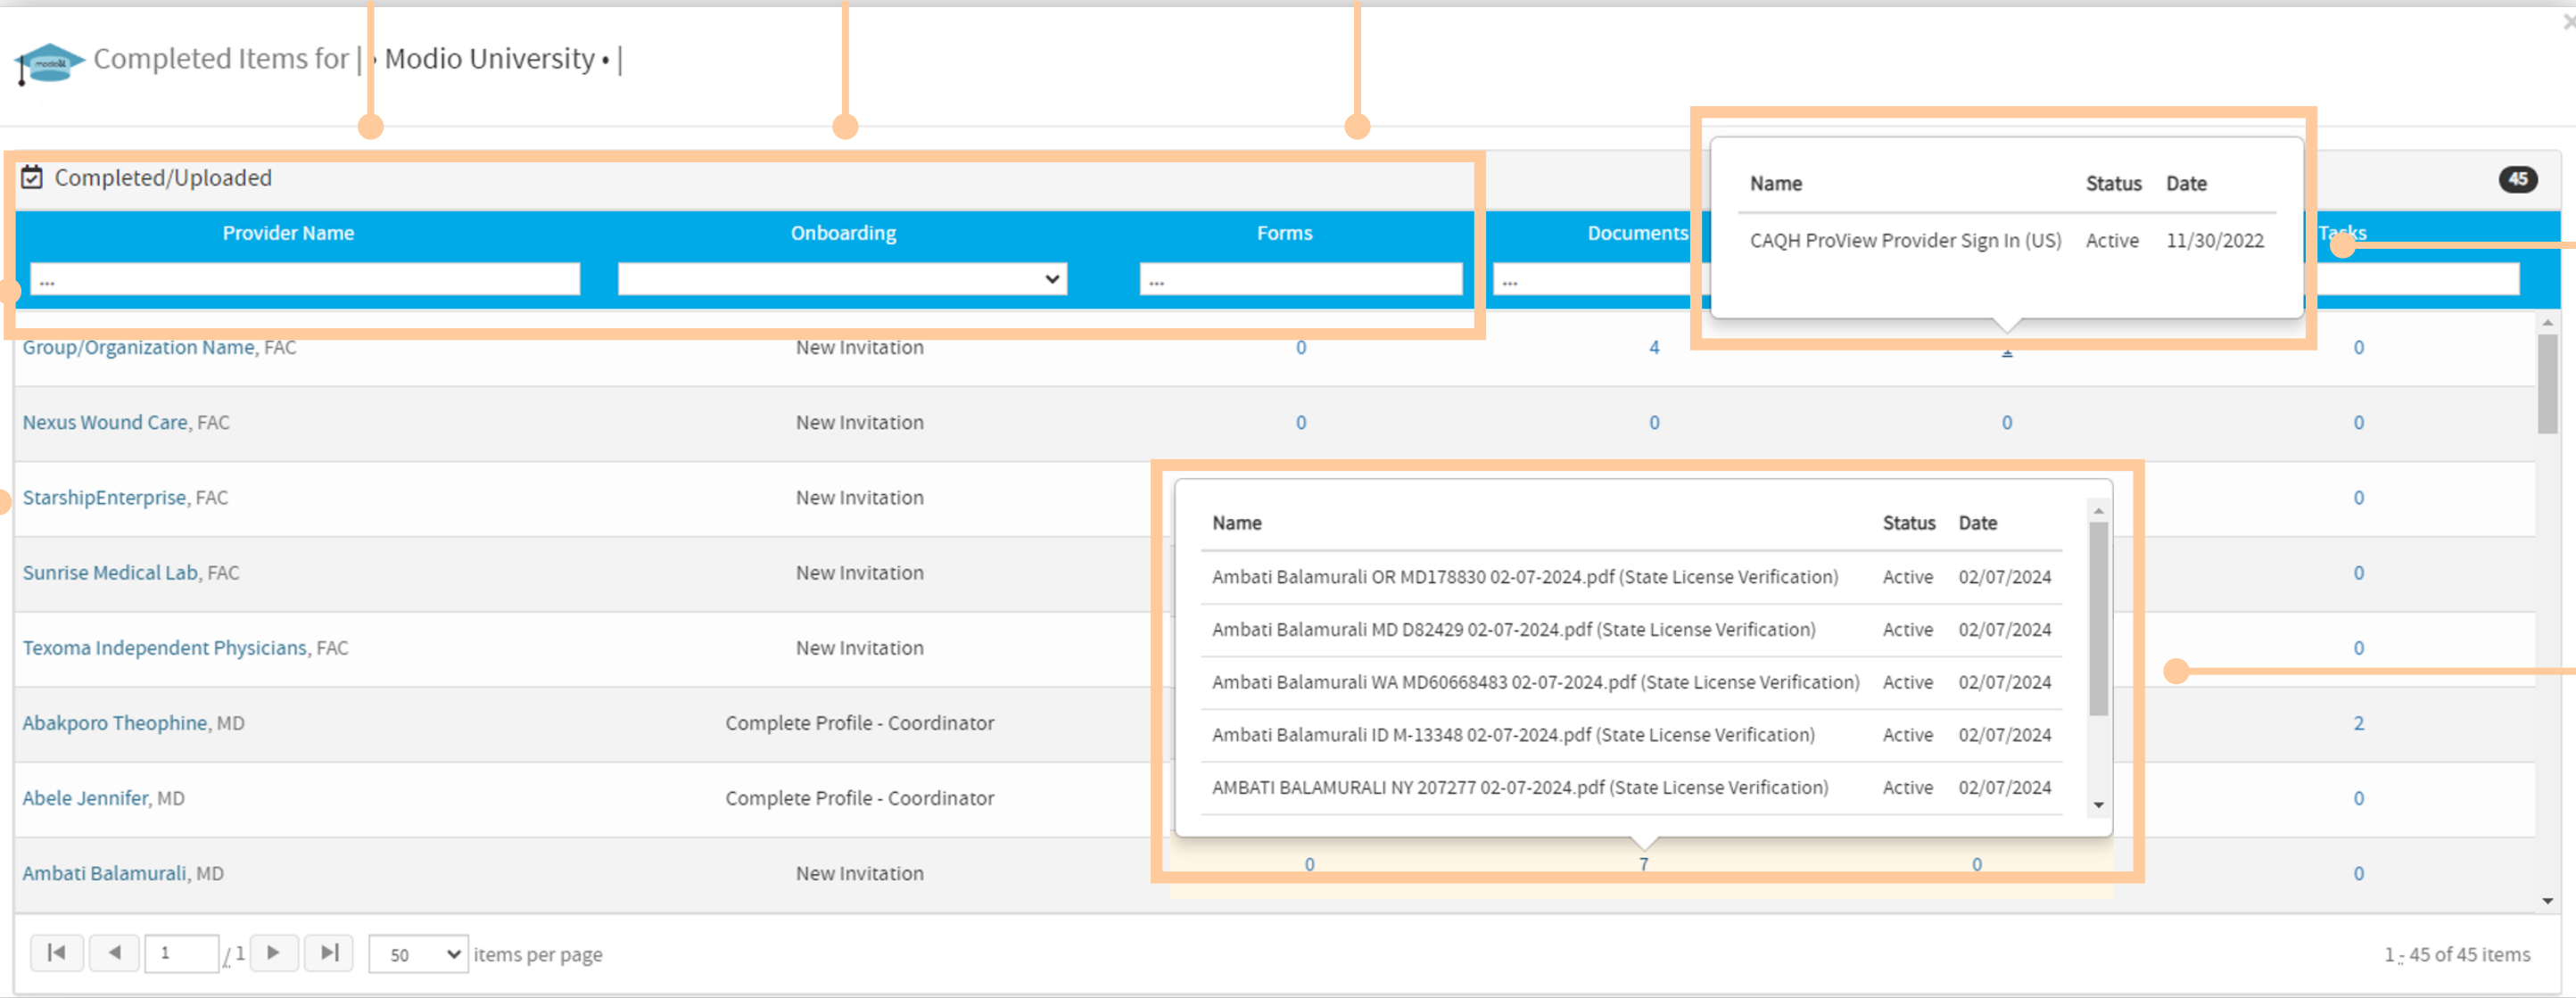 modioU
Completed Items for | • Modio University • |
Completed/Uploaded
45
Name Status Date
CAQH ProView Provider Sign In (US) Active 11/30/2022
Provider Name Onboarding Forms Documents Tasks
... ... ...
Group/Organization Name, FAC New Invitation 0 4 0
Nexus Wound Care, FAC New Invitation 0 0 0 0
StarshipEnterprise, FAC New Invitation 0
Name Status Date
Sunrise Medical Lab, FAC New Invitation 0
Ambati Balamurali OR MD178830 02-07-2024.pdf (State License Verification) Active 02/07/2024
Ambati Balamurali MD D82429 02-07-2024.pdf (State License Verification) Active 02/07/2024
Texoma Independent Physicians, FAC New Invitation 0
Ambati Balamurali WA MD60668483 02-07-2024.pdf (State License Verification) Active 02/07/2024
Abakporo Theophine, MD Complete Profile - Coordinator 2
Ambati Balamurali ID M-13348 02-07-2024.pdf (State License Verification) Active 02/07/2024
Abele Jennifer, MD Complete Profile - Coordinator 0
AMBATI BALAMURALI NY 207277 02-07-2024.pdf (State License Verification) Active 02/07/2024
Ambati Balamurali, MD New Invitation 0 7 0 0
1 / 1 50 items per page 1 - 45 of 45 items